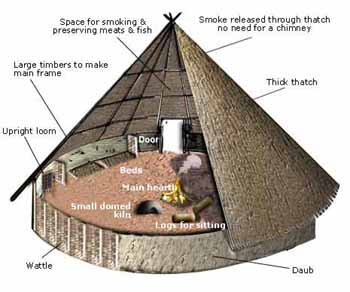 Space for smoking &
preserving meats & fish
Smoke released through thatch
no need for a chimney
Large timbers to make
main frame
Thick thatch
Upright loom
Door
Beds
Main hearth
Small domed
kiln
Logs for sitting
Wattle
Daub